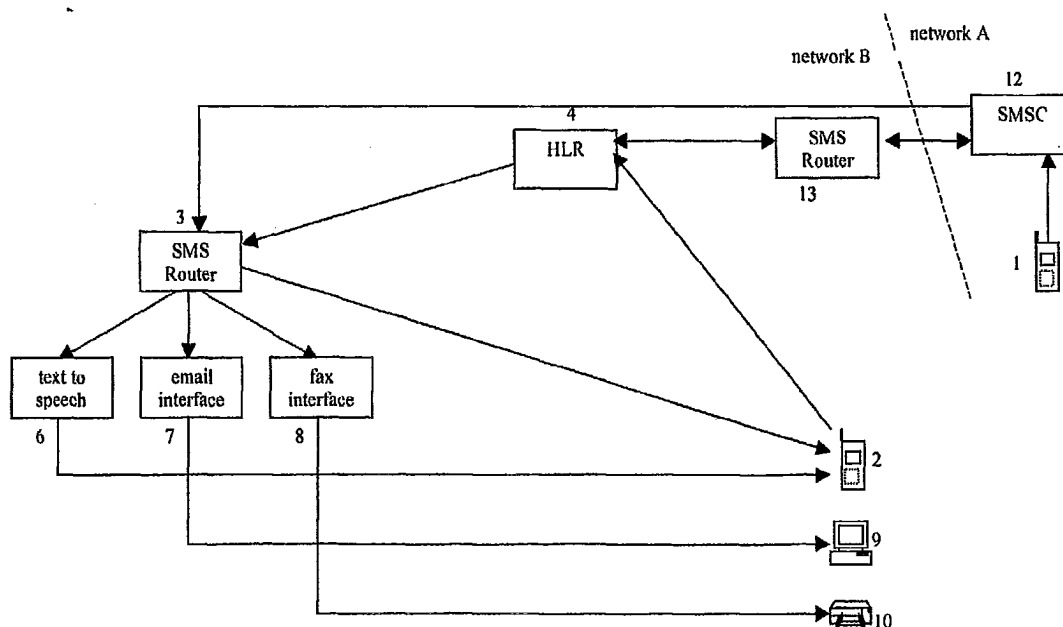 network A
network B
12
SMSC
4
HLR
SMS
Router
13
1
3
SMS
Router
text to
speech
email
interface
fax
interface
6
7
8
2
9
10